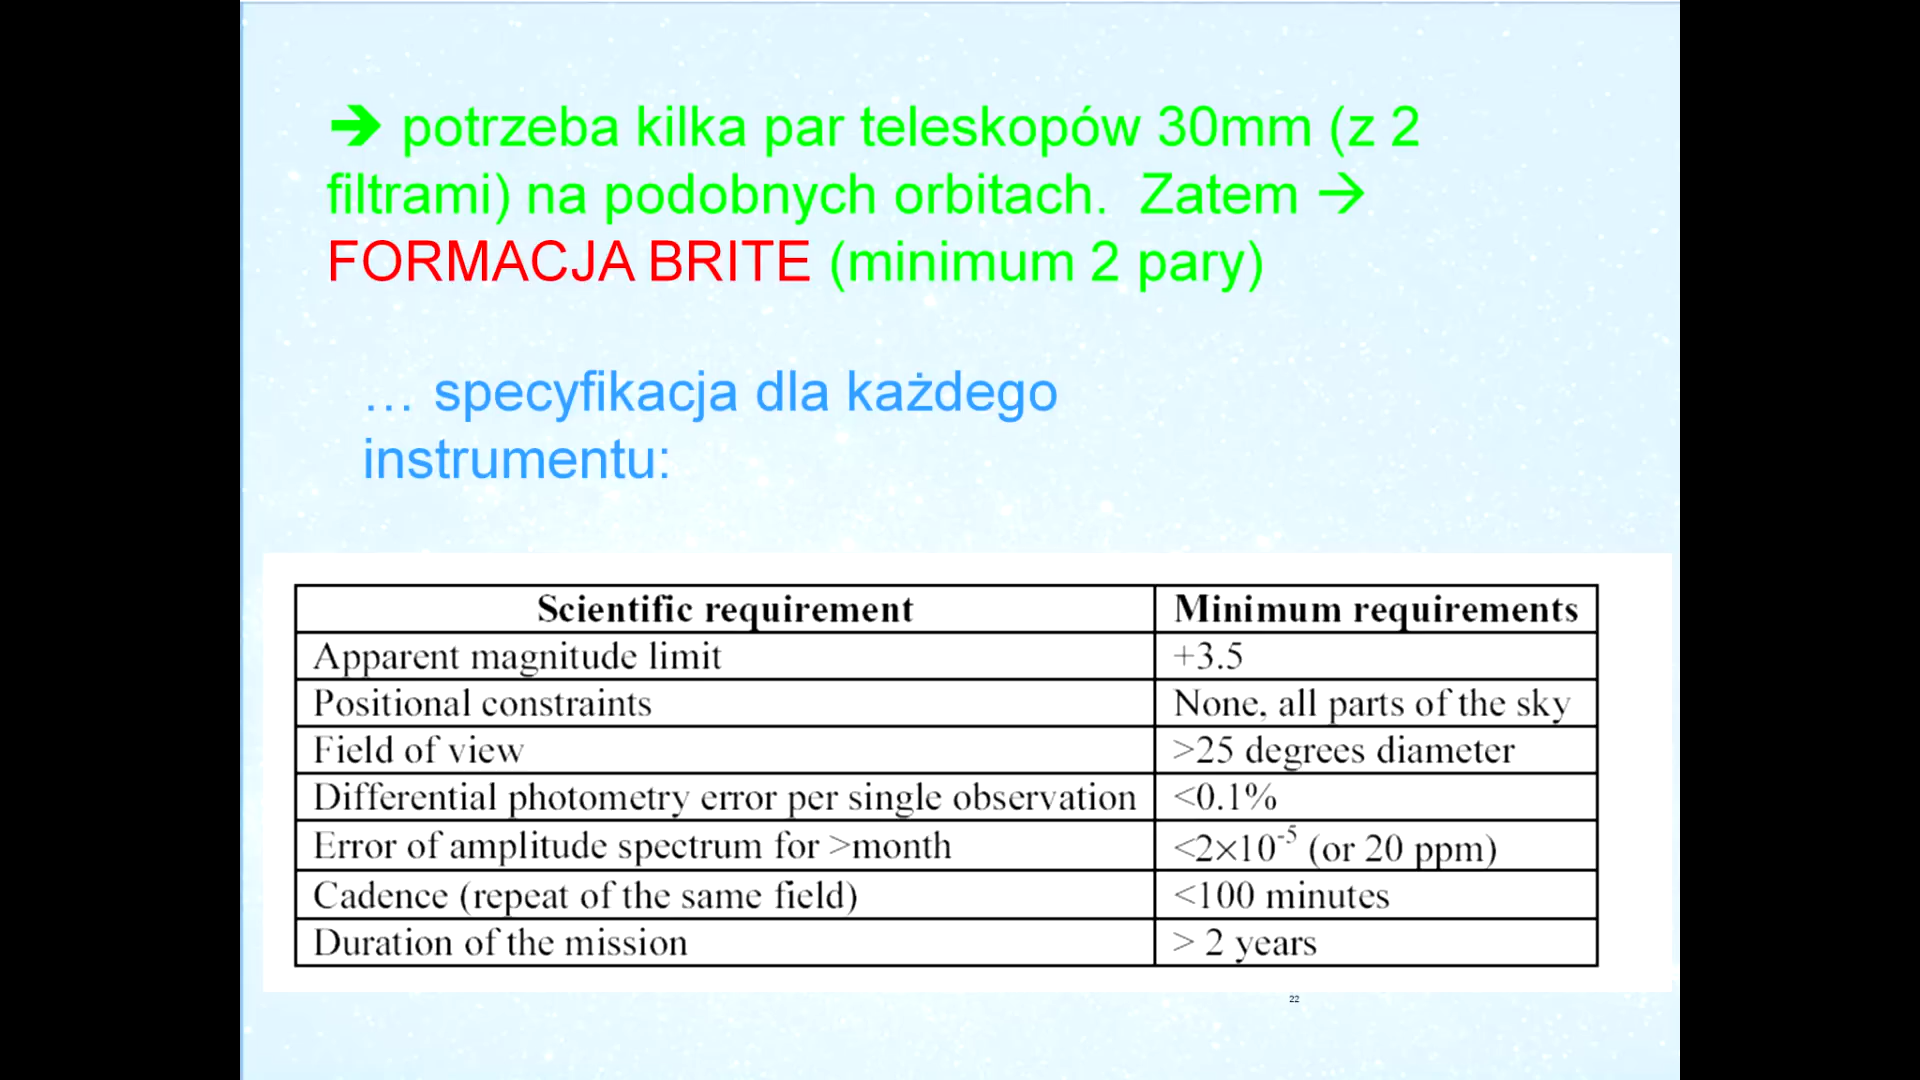 ➔ potrzeba kilka par teleskopów 30mm (z 2
filtrami) na podobnych orbitach. Zatem →
FORMACJA BRITE (minimum 2 pary)
… specyfikacja dla każdego
instrumentu:
Scientific requirement Minimum requirements
Apparent magnitude limit +3.5
Positional constraints None, all parts of the sky
Field of view >25 degrees diameter
Differential photometry error per single observation <0.1%
Error of amplitude spectrum for >month <2×10⁻⁵ (or 20 ppm)
Cadence (repeat of the same field) <100 minutes
Duration of the mission > 2 years
22